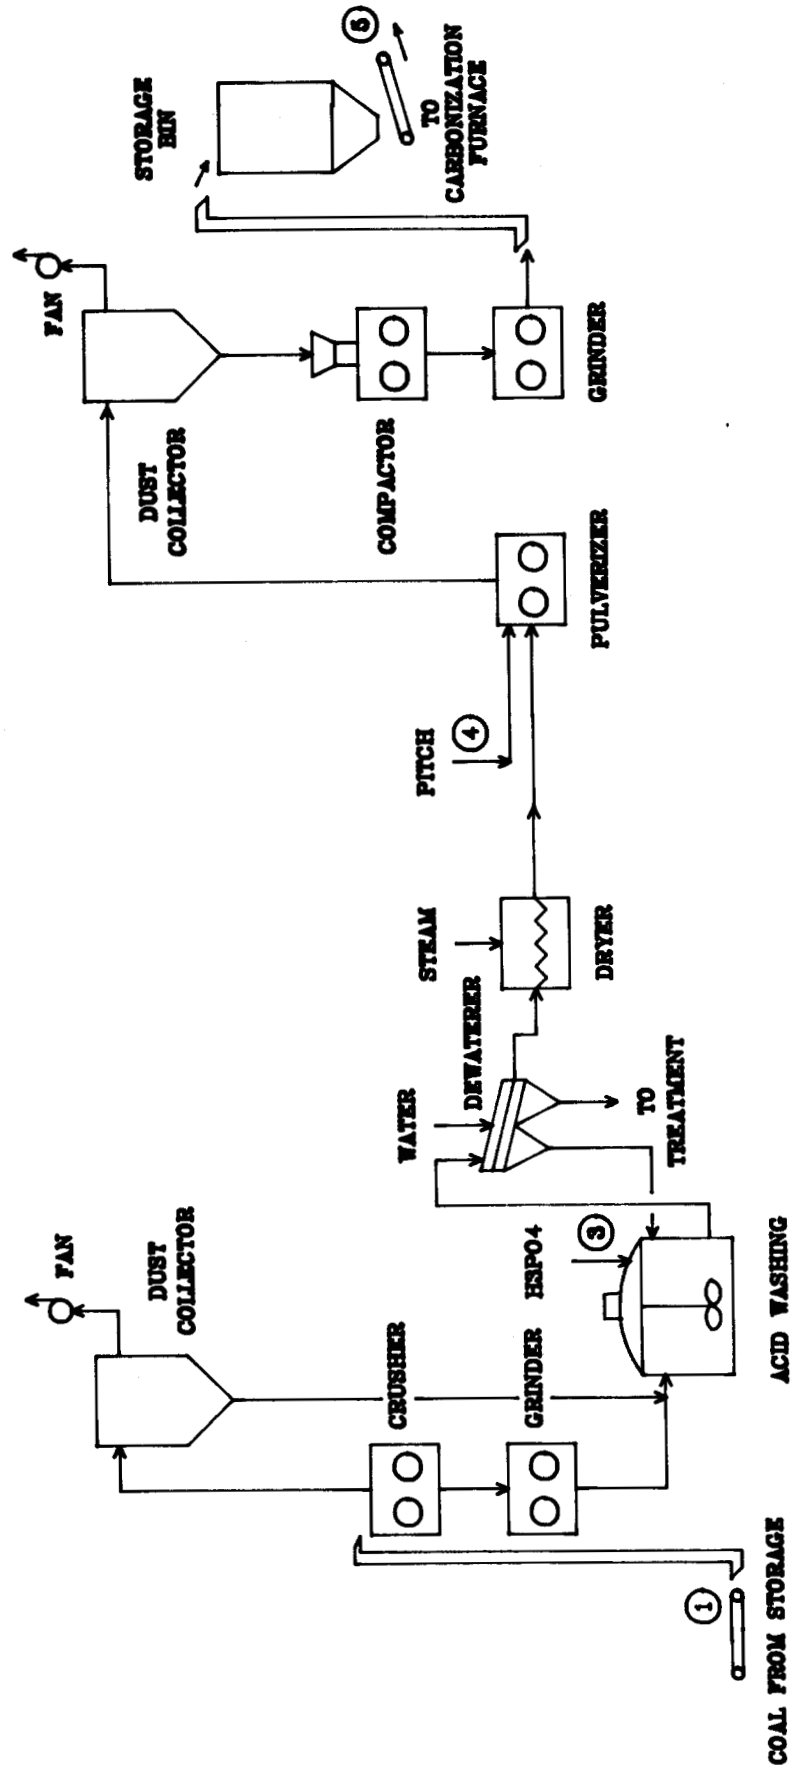 COAL FROM STORAGE
1
CRUSHER
GRINDER
DUST
COLLECTOR
FAN
H3PO4
3
ACID WASHING
WATER
DEWATERER
TO
TREATMENT
STEAM
DRYER
PITCH
4
PULVERIZER
DUST
COLLECTOR
FAN
COMPACTOR
GRINDER
STORAGE
BIN
5
TO
CARBONIZATION
FURNACE